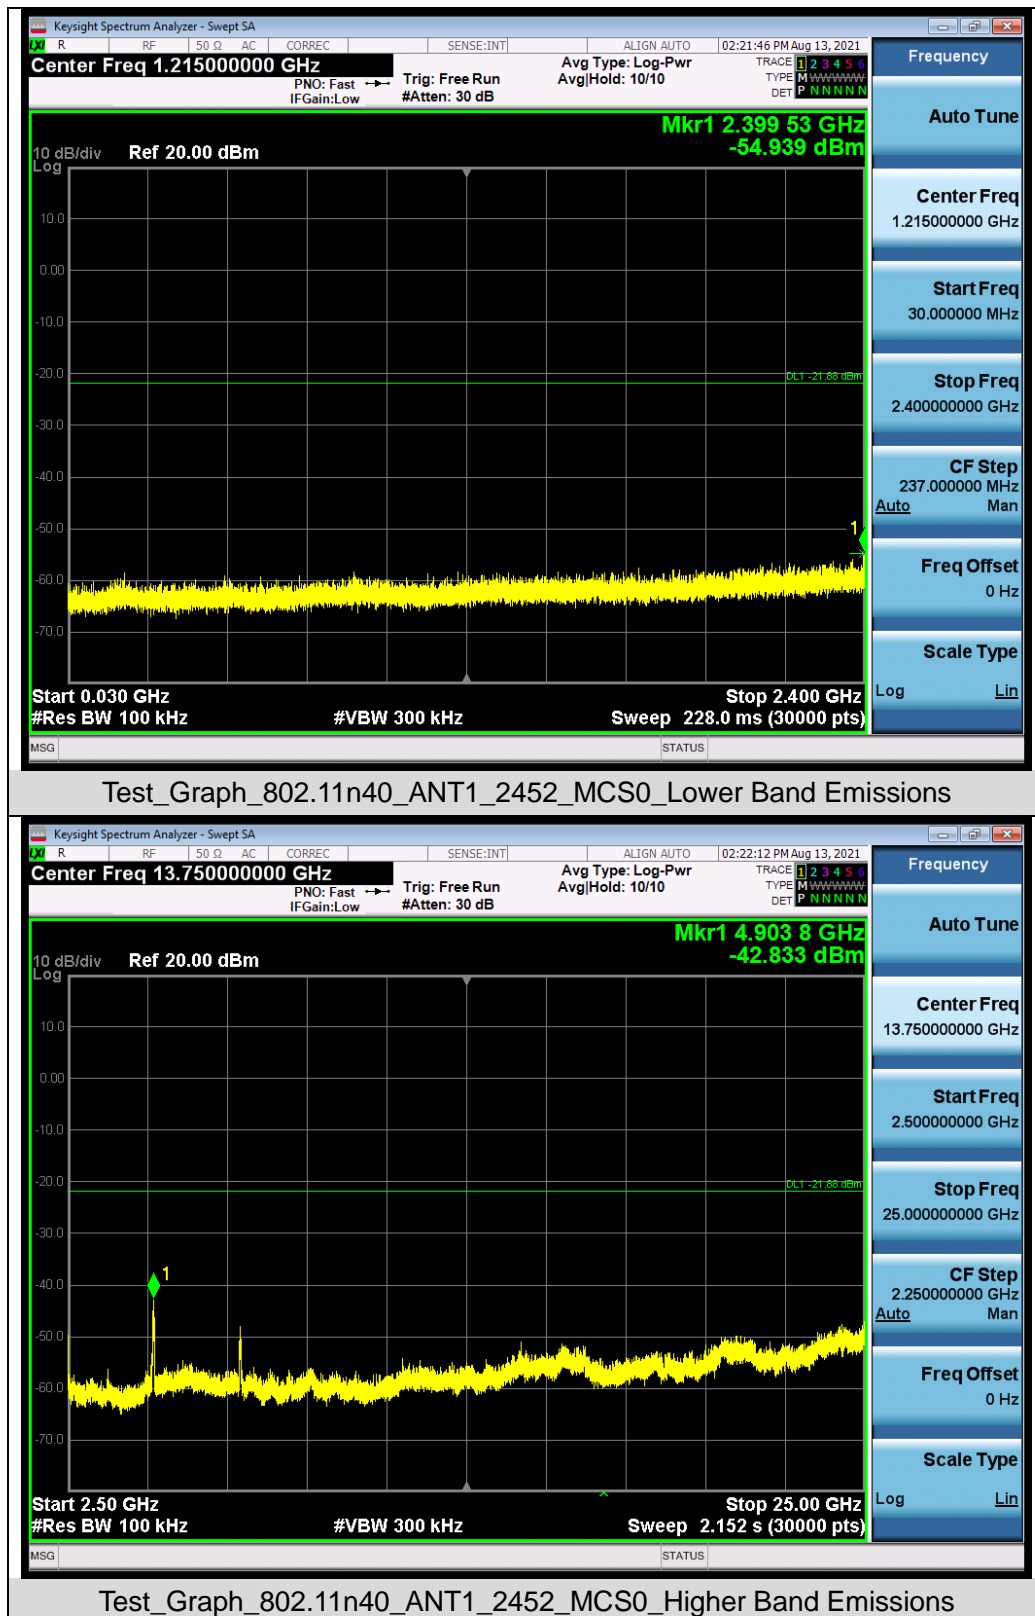 Keysight Spectrum Analyzer - Swept SA
LXI R RF 50 Ω AC CORREC SENSE:INT ALIGN AUTO 02:21:46 PM Aug 13, 2021
Center Freq 1.215000000 GHz
PNO: Fast
IFGain:Low
Trig: Free Run
#Atten: 30 dB
Avg Type: Log-Pwr
Avg|Hold: 10/10
TRACE 1 2 3 4 5 6
TYPE M WWWWW
DET P N N N N N
Mkr1 2.399 53 GHz
-54.939 dBm
10 dB/div Ref 20.00 dBm
Log
10.0
0.00
-10.0
-20.0
DL1 -21.88 dBm
-30.0
-40.0
-50.0
1
-60.0
-70.0
Start 0.030 GHz Stop 2.400 GHz
#Res BW 100 kHz #VBW 300 kHz Sweep 228.0 ms (30000 pts)
MSG STATUS
Frequency
Auto Tune
Center Freq
1.215000000 GHz
Start Freq
30.000000 MHz
Stop Freq
2.400000000 GHz
CF Step
237.000000 MHz
Auto Man
Freq Offset
0 Hz
Scale Type
Log Lin
Test_Graph_802.11n40_ANT1_2452_MCS0_Lower Band Emissions
Keysight Spectrum Analyzer - Swept SA
LXI R RF 50 Ω AC CORREC SENSE:INT ALIGN AUTO 02:22:12 PM Aug 13, 2021
Center Freq 13.750000000 GHz
PNO: Fast
IFGain:Low
Trig: Free Run
#Atten: 30 dB
Avg Type: Log-Pwr
Avg|Hold: 10/10
TRACE 1 2 3 4 5 6
TYPE M WWWWW
DET P N N N N N
Mkr1 4.903 8 GHz
-42.833 dBm
10 dB/div Ref 20.00 dBm
Log
10.0
0.00
-10.0
-20.0
DL1 -21.88 dBm
-30.0
1
-40.0
-50.0
-60.0
-70.0
Start 2.50 GHz Stop 25.00 GHz
#Res BW 100 kHz #VBW 300 kHz Sweep 2.152 s (30000 pts)
MSG STATUS
Frequency
Auto Tune
Center Freq
13.750000000 GHz
Start Freq
2.500000000 GHz
Stop Freq
25.000000000 GHz
CF Step
2.250000000 GHz
Auto Man
Freq Offset
0 Hz
Scale Type
Log Lin
Test_Graph_802.11n40_ANT1_2452_MCS0_Higher Band Emissions